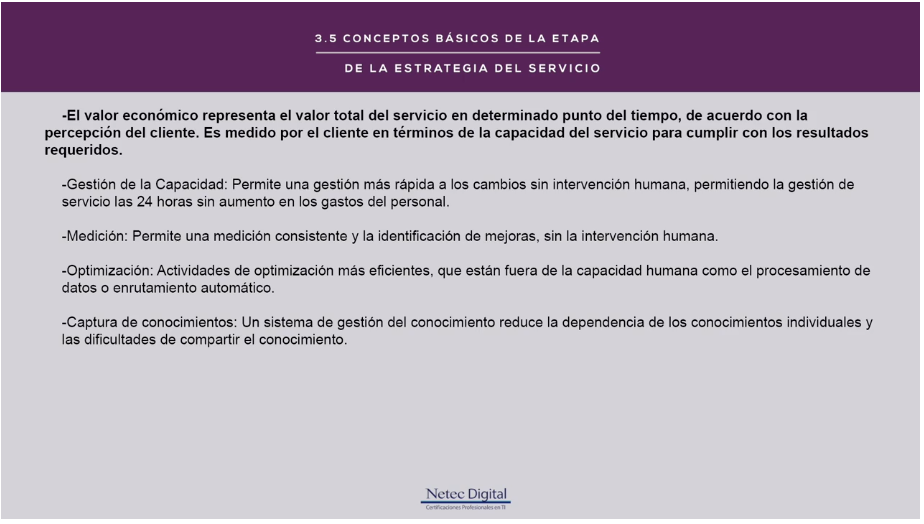 3.5 CONCEPTOS BÁSICOS DE LA ETAPA
DE LA ESTRATEGIA DEL SERVICIO
-El valor económico representa el valor total del servicio en determinado punto del tiempo, de acuerdo con la
percepción del cliente. Es medido por el cliente en términos de la capacidad del servicio para cumplir con los resultados
requeridos.
-Gestión de la Capacidad: Permite una gestión más rápida a los cambios sin intervención humana, permitiendo la gestión de
servicio las 24 horas sin aumento en los gastos del personal.
-Medición: Permite una medición consistente y la identificación de mejoras, sin la intervención humana.
-Optimización: Actividades de optimización más eficientes, que están fuera de la capacidad humana como el procesamiento de
datos o enrutamiento automático.
-Captura de conocimientos: Un sistema de gestión del conocimiento reduce la dependencia de los conocimientos individuales y
las dificultades de compartir el conocimiento.
Netec Digital
Certificaciones Profesionales en TI